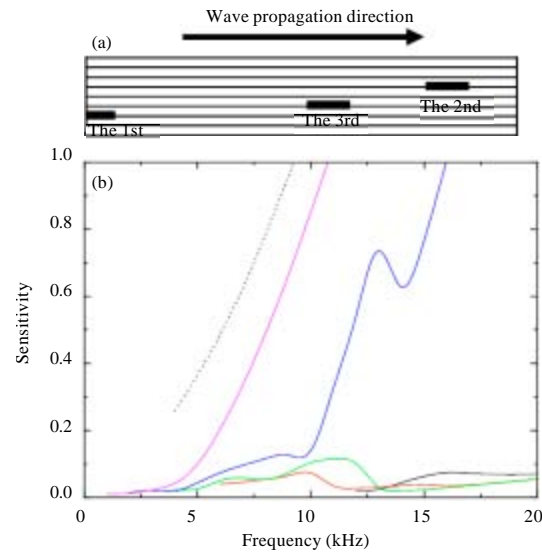 Wave propagation direction
(a)
The 2nd
The 3rd
The 1st
1.0
(b)
0.8
0.6
Sensitivity
0.4
0.2
0.0
0 5 10 15 20
Frequency (kHz)